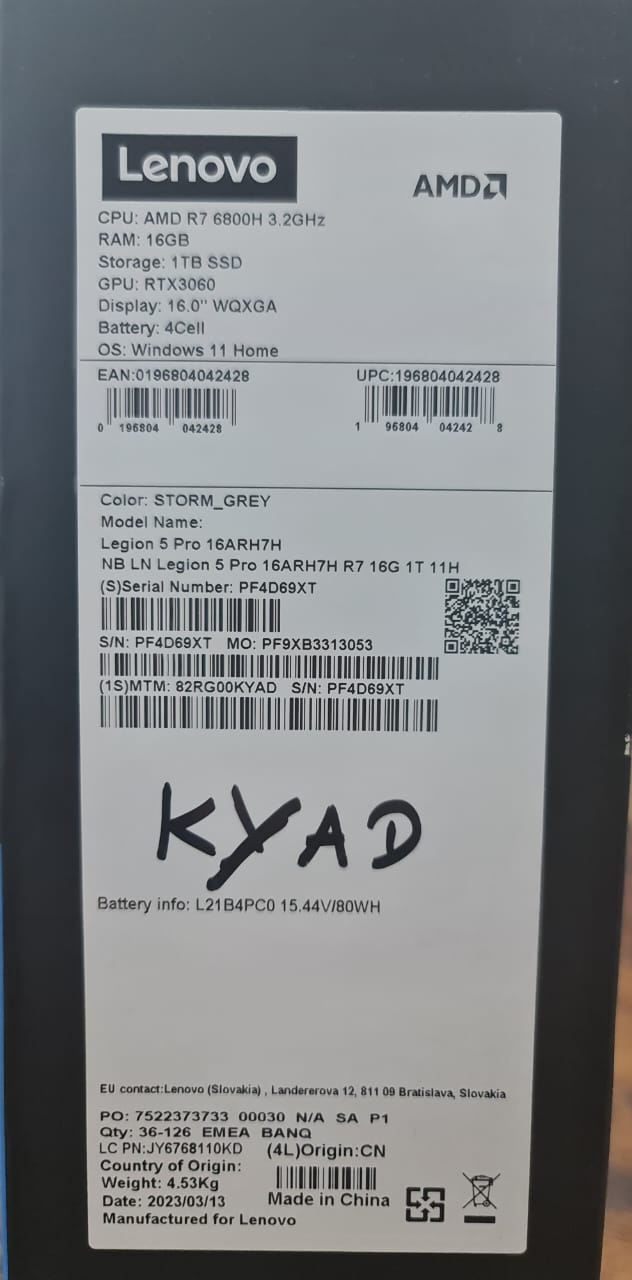 Lenovo
AMD
CPU: AMD R7 6800H 3.2GHz
RAM: 16GB
Storage: 1TB SSD
GPU: RTX3060
Display: 16.0" WQXGA
Battery: 4Cell
OS: Windows 11 Home
EAN:0196804042428 UPC:196804042428
0 196804 042428 1 96804 04242 8
Color: STORM_GREY
Model Name:
Legion 5 Pro 16ARH7H
NB LN Legion 5 Pro 16ARH7H R7 16G 1T 11H
(S)Serial Number: PF4D69XT
S/N: PF4D69XT MO: PF9XB3313053
(1S)MTM: 82RG00KYAD S/N: PF4D69XT
KYAD
Battery info: L21B4PC0 15.44V/80WH
EU contact:Lenovo (Slovakia) , Landererova 12, 811 09 Bratislava, Slovakia
PO: 7522373733 00030 N/A SA P1
Qty: 36-126 EMEA BANQ
LC PN:JY6768110KD (4L)Origin:CN
Country of Origin:
Weight: 4.53Kg
Date: 2023/03/13 Made in China
Manufactured for Lenovo